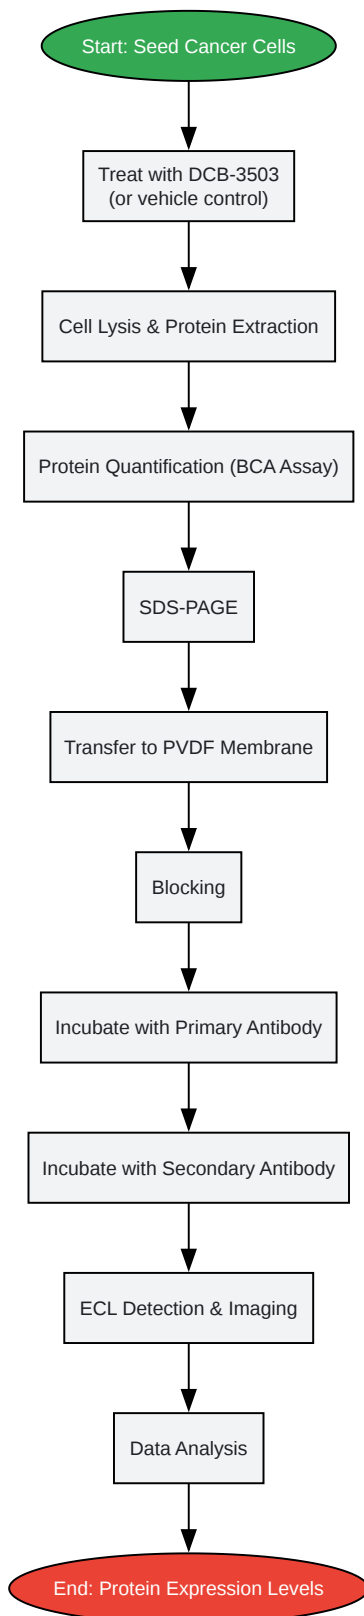 Start: Seed Cancer Cells
Treat with DCB-3503
(or vehicle control)
Cell Lysis & Protein Extraction
Protein Quantification (BCA Assay)
SDS-PAGE
Transfer to PVDF Membrane
Blocking
Incubate with Primary Antibody
Incubate with Secondary Antibody
ECL Detection & Imaging
Data Analysis
End: Protein Expression Levels